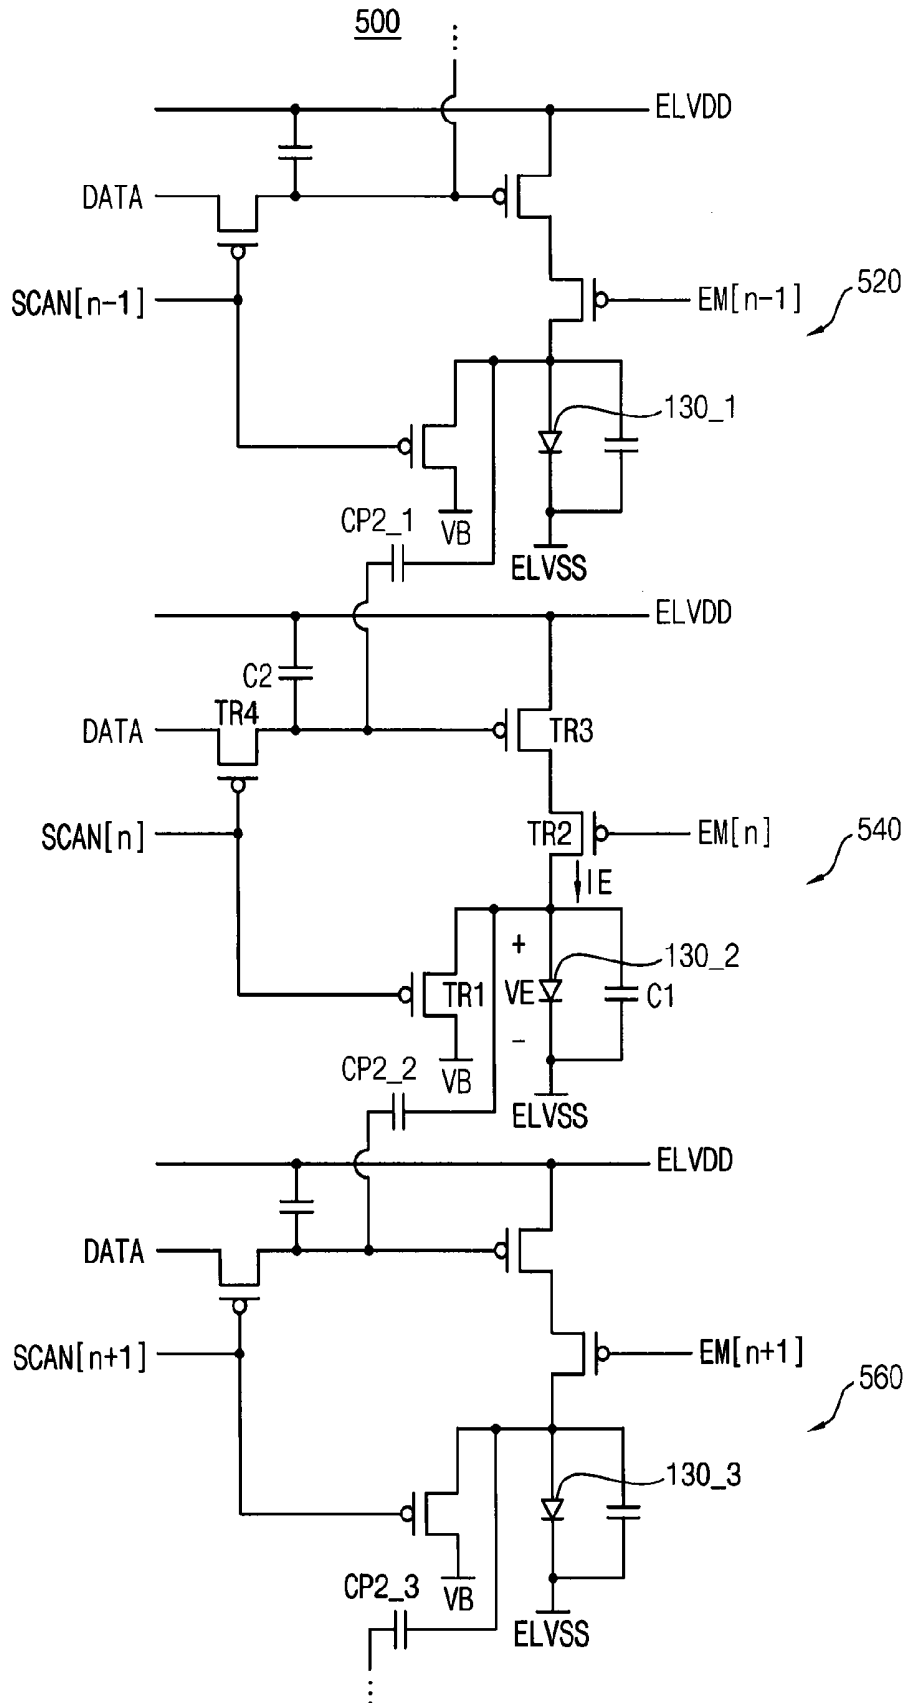 500
ELVDD
DATA
SCAN[n-1]
EM[n-1]
520
130_1
CP2_1
VB
ELVSS
ELVDD
C2
TR4
DATA
TR3
SCAN[n]
TR2
EM[n]
540
IE
+
130_2
TR1
VE
C1
-
CP2_2
VB
ELVSS
ELVDD
DATA
SCAN[n+1]
EM[n+1]
560
130_3
CP2_3
VB
ELVSS